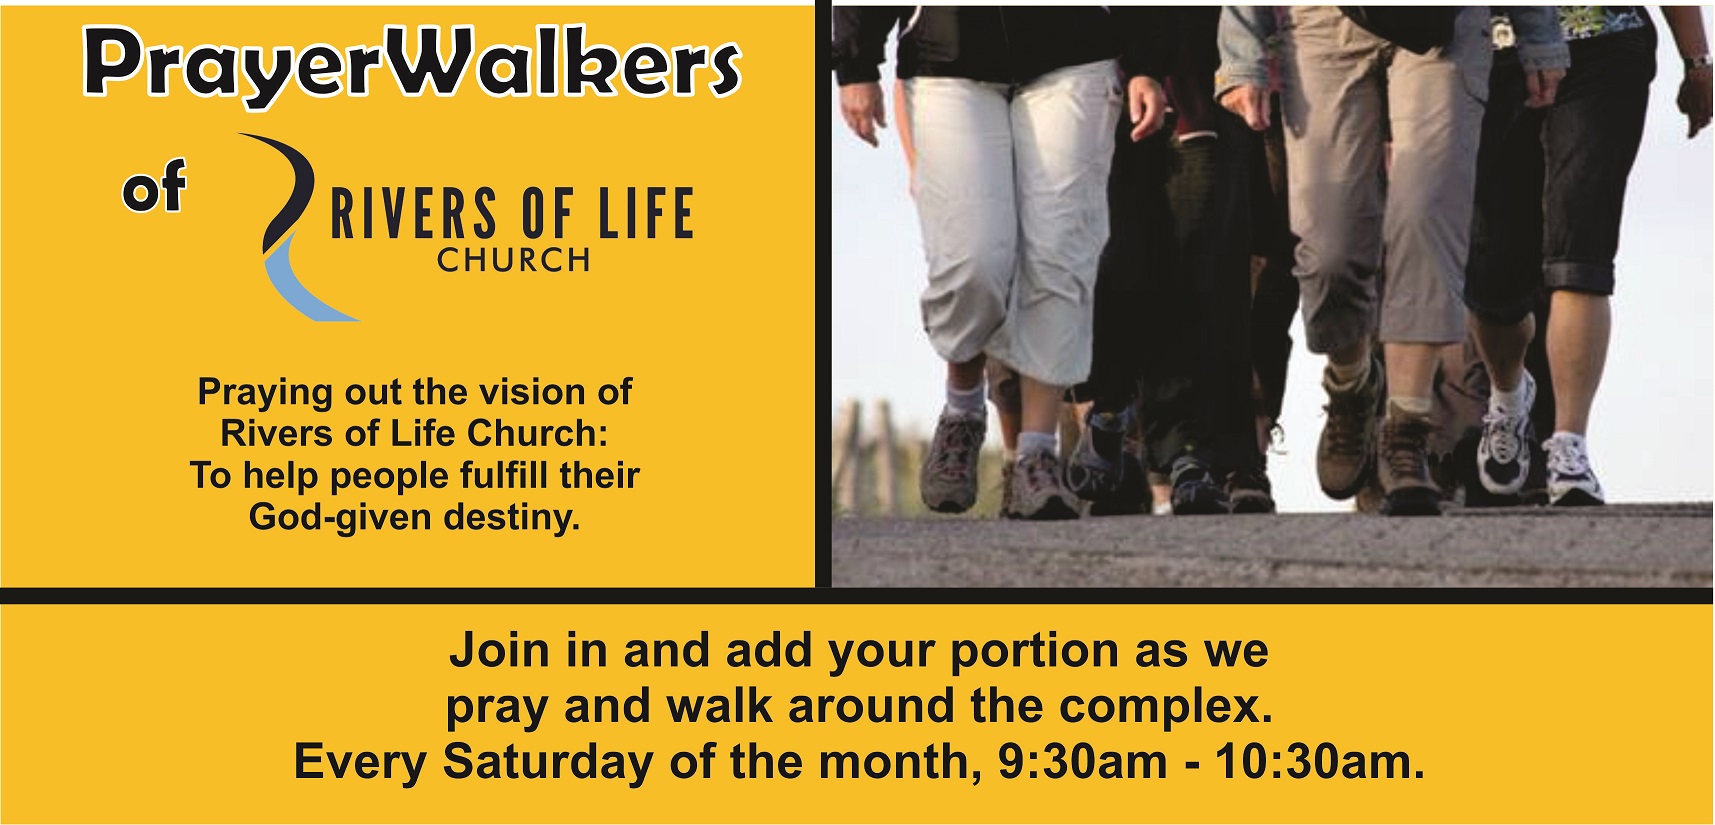 PrayerWalkers
of RIVERS OF LIFE
CHURCH
Praying out the vision of
Rivers of Life Church:
To help people fulfill their
God-given destiny.
Join in and add your portion as we
pray and walk around the complex.
Every Saturday of the month, 9:30am - 10:30am.